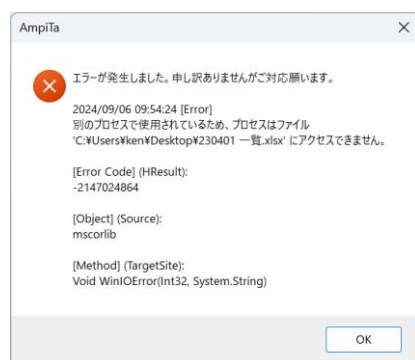 AmpiTa
エラーが発生しました。申し訳ありませんがご対応願います。
2024/09/06 09:54:24 [Error]
別のプロセスで使用されているため、プロセスはファイル
'C:¥Users¥ken¥Desktop¥230401 一覧.xlsx' にアクセスできません。
[Error Code] (HResult):
-2147024864
[Object] (Source):
mscorlib
[Method] (TargetSite):
Void WinIOError(Int32, System.String)
OK